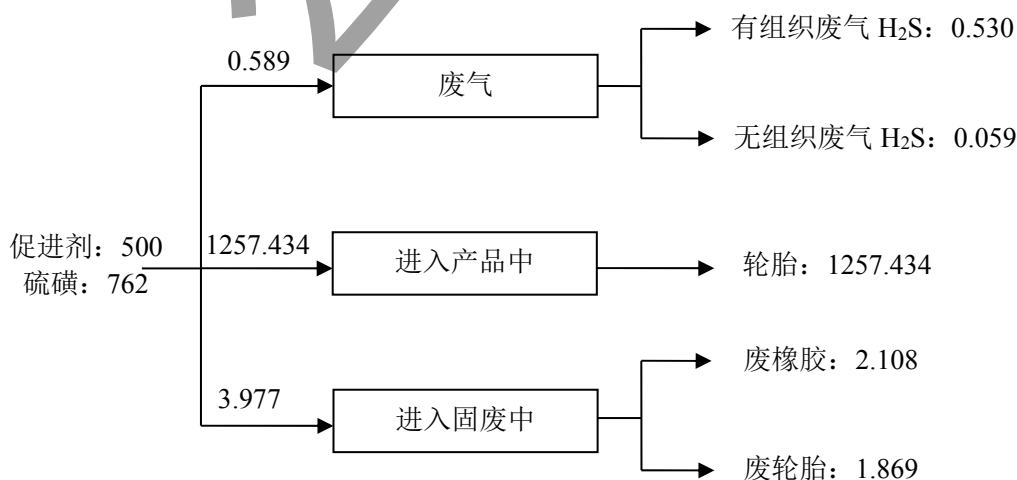 有组织废气 H₂S：0.530
0.589
废气
无组织废气 H₂S：0.059
促进剂：500
硫磺：762
1257.434
进入产品中
轮胎：1257.434
废橡胶：2.108
3.977
进入固废中
废轮胎：1.869